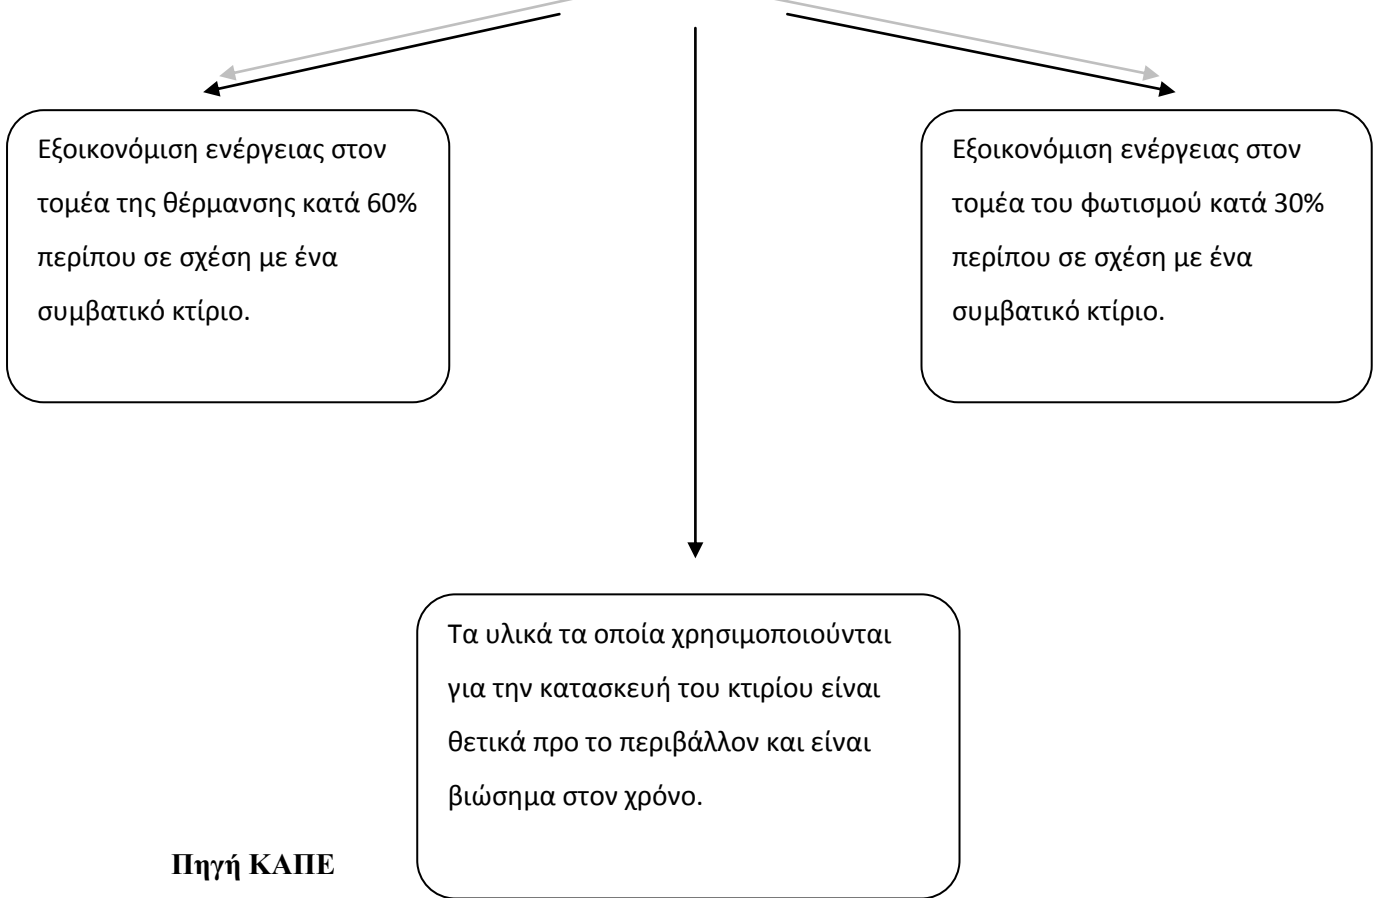 Εξοικονόμιση ενέργειας στον
τομέα της θέρμανσης κατά 60%
περίπου σε σχέση με ένα
συμβατικό κτίριο.
Εξοικονόμιση ενέργειας στον
τομέα του φωτισμού κατά 30%
περίπου σε σχέση με ένα
συμβατικό κτίριο.
Τα υλικά τα οποία χρησιμοποιούνται
για την κατασκευή του κτιρίου είναι
θετικά προ το περιβάλλον και είναι
βιώσημα στον χρόνο.
Πηγή ΚΑΠΕ